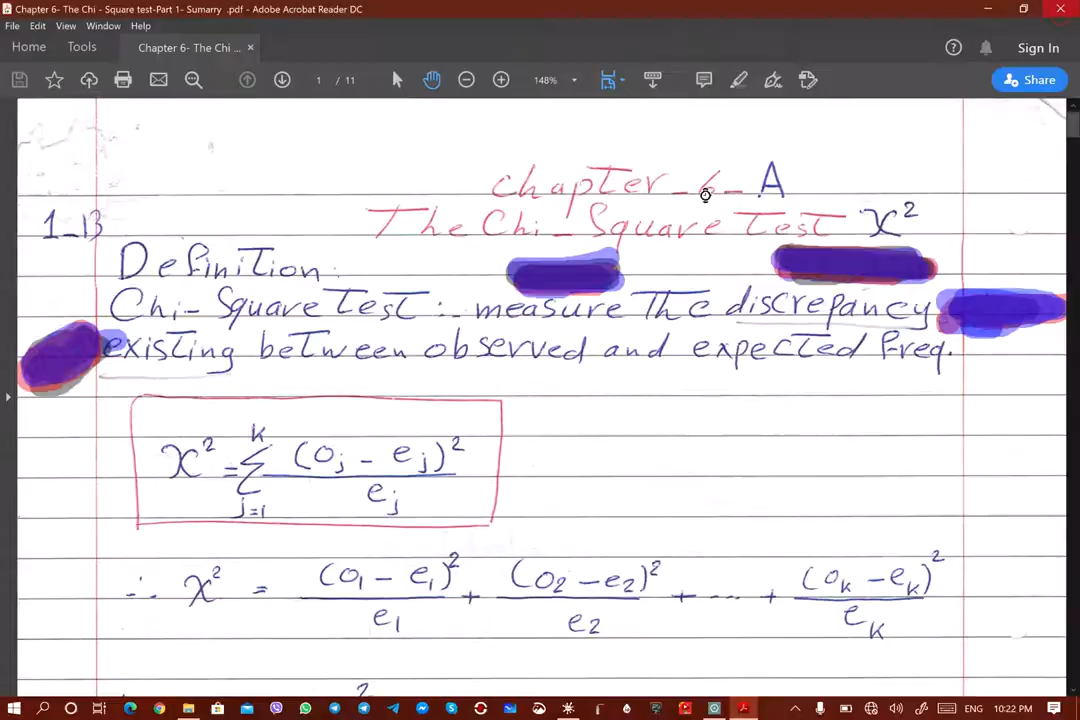 Chapter 6- The Chi - Square test-Part 1- Sumarry .pdf - Adobe Acrobat Reader DC
File Edit View Window Help
Home Tools Chapter 6- The Chi ... × Sign In
1 / 11 148% Share
Chapter - 6 - A
1_13 The Chi - Square Test χ²
Definition:
Chi - Square Test :- measure The discrepancy
existing between observed and expected freq.
χ² = Σ_{j=1}^{k} (oj - ej)² / ej
∴ χ² = (o1 - e1)² / e1 + (o2 - e2)² / e2 + ... + (ok - ek)² / ek
2
ENG 10:22 PM